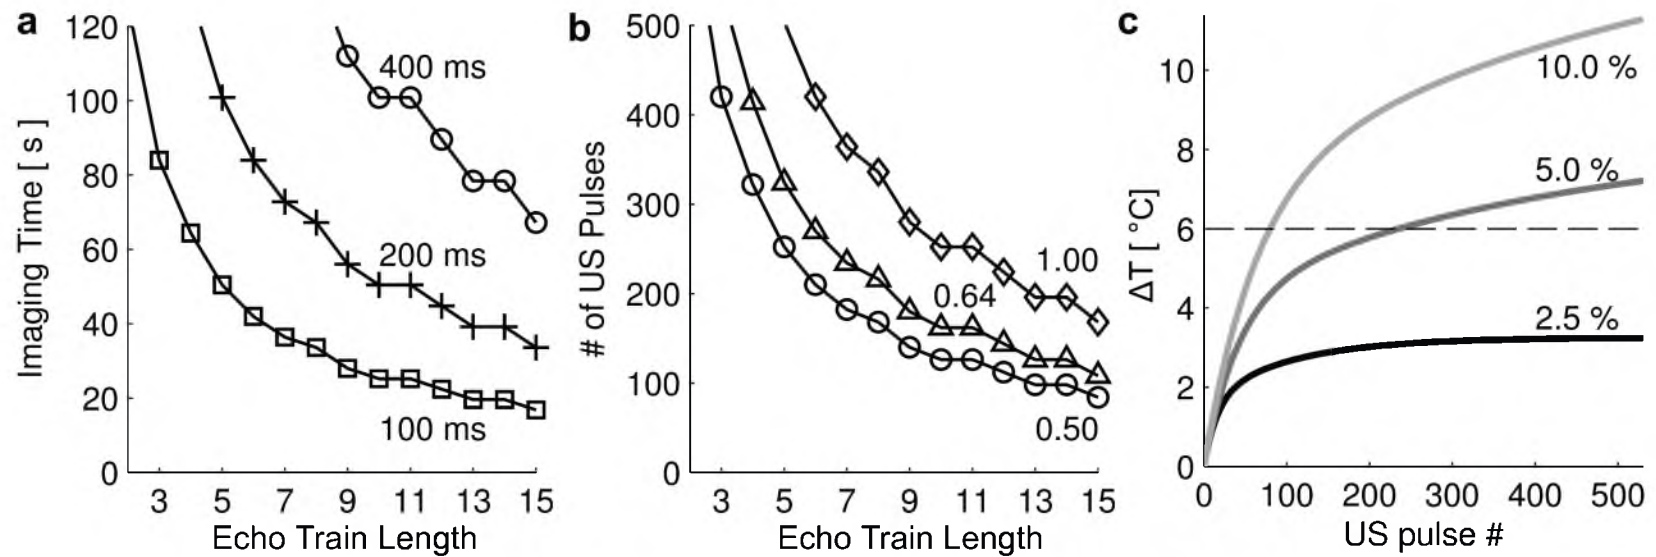 a
120
100
80
60
40
20
0
Imaging Time [ s ]
400 ms
200 ms
100 ms
3 5 7 9 11 13 15
Echo Train Length
b
500
400
300
200
100
0
# of US Pulses
1.00
0.64
0.50
3 5 7 9 11 13 15
Echo Train Length
c
10
8
6
4
2
0
ΔT [ °C]
10.0 %
5.0 %
2.5 %
0 100 200 300 400 500
US pulse #